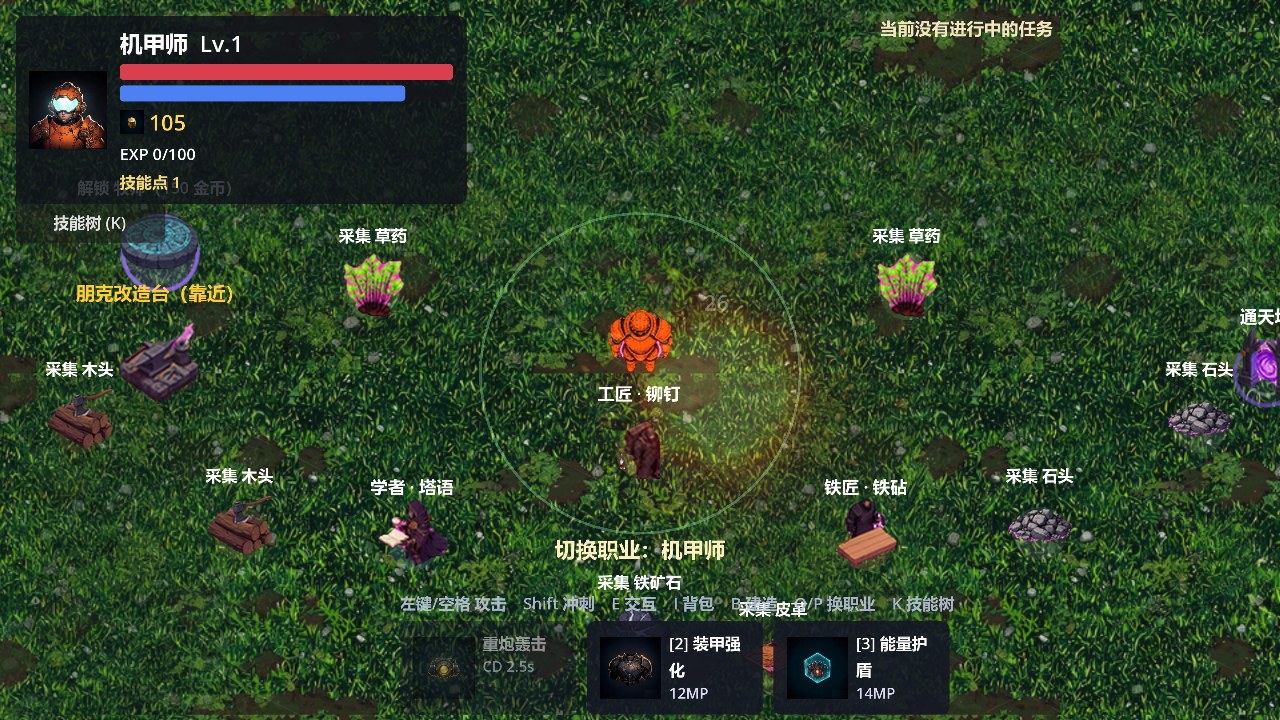 机甲师 Lv.1
105
EXP 0/100
技能点 1
金币)
技能树 (K)
当前没有进行中的任务
采集 草药
采集 草药
朋克改造台（靠近）
26
采集 木头
采集 石头
工匠 · 铆钉
采集 木头
学者 · 塔语
铁匠 · 铁砧
采集 石头
切换职业：机甲师
采集 铁矿石
左键/空格 攻击 Shift 冲刺 E 交互 I 背包 B 建造 O/P 换职业 K 技能树
采集 皮革
重炮轰击
CD 2.5s
[2] 装甲强
化
12MP
[3] 能量护
盾
14MP